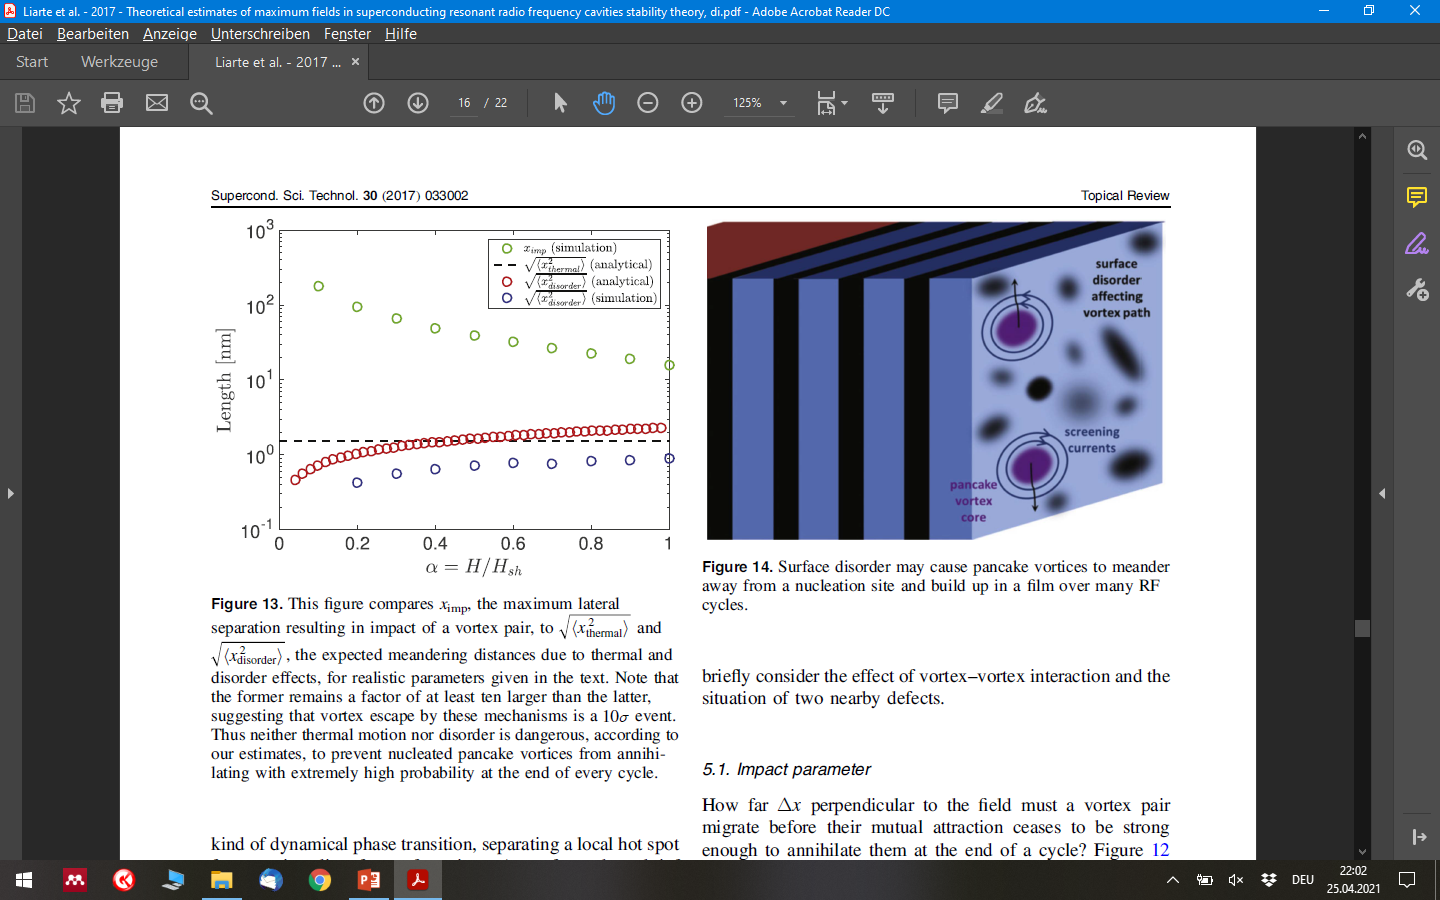 Liarte et al. - 2017 - Theoretical estimates of maximum fields in superconducting resonant radio frequency cavities stability theory, di.pdf - Adobe Acrobat Reader DC
Datei Bearbeiten Anzeige Unterschreiben Fenster Hilfe
Start Werkzeuge Liarte et al. - 2017 ... ×
16 / 22 125%
Supercond. Sci. Technol. 30 (2017) 033002 Topical Review
10^3
10^2
10^1
10^0
10^-1
Length [nm]
x_imp (simulation)
√⟨x²_thermal⟩ (analytical)
√⟨x²_disorder⟩ (analytical)
√⟨x²_disorder⟩ (simulation)
0 0.2 0.4 0.6 0.8 1
α = H/H_sh
Figure 13. This figure compares x_imp, the maximum lateral
separation resulting in impact of a vortex pair, to √⟨x²_thermal⟩ and
√⟨x²_disorder⟩, the expected meandering distances due to thermal and
disorder effects, for realistic parameters given in the text. Note that
the former remains a factor of at least ten larger than the latter,
suggesting that vortex escape by these mechanisms is a 10σ event.
Thus neither thermal motion nor disorder is dangerous, according to
our estimates, to prevent nucleated pancake vortices from annihi-
lating with extremely high probability at the end of every cycle.
kind of dynamical phase transition, separating a local hot spot
surface
disorder
affecting
vortex path
screening
currents
pancake
vortex
core
Figure 14. Surface disorder may cause pancake vortices to meander
away from a nucleation site and build up in a film over many RF
cycles.
briefly consider the effect of vortex–vortex interaction and the
situation of two nearby defects.
5.1. Impact parameter
How far Δx perpendicular to the field must a vortex pair
migrate before their mutual attraction ceases to be strong
enough to annihilate them at the end of a cycle? Figure 12
DEU
22:02
25.04.2021